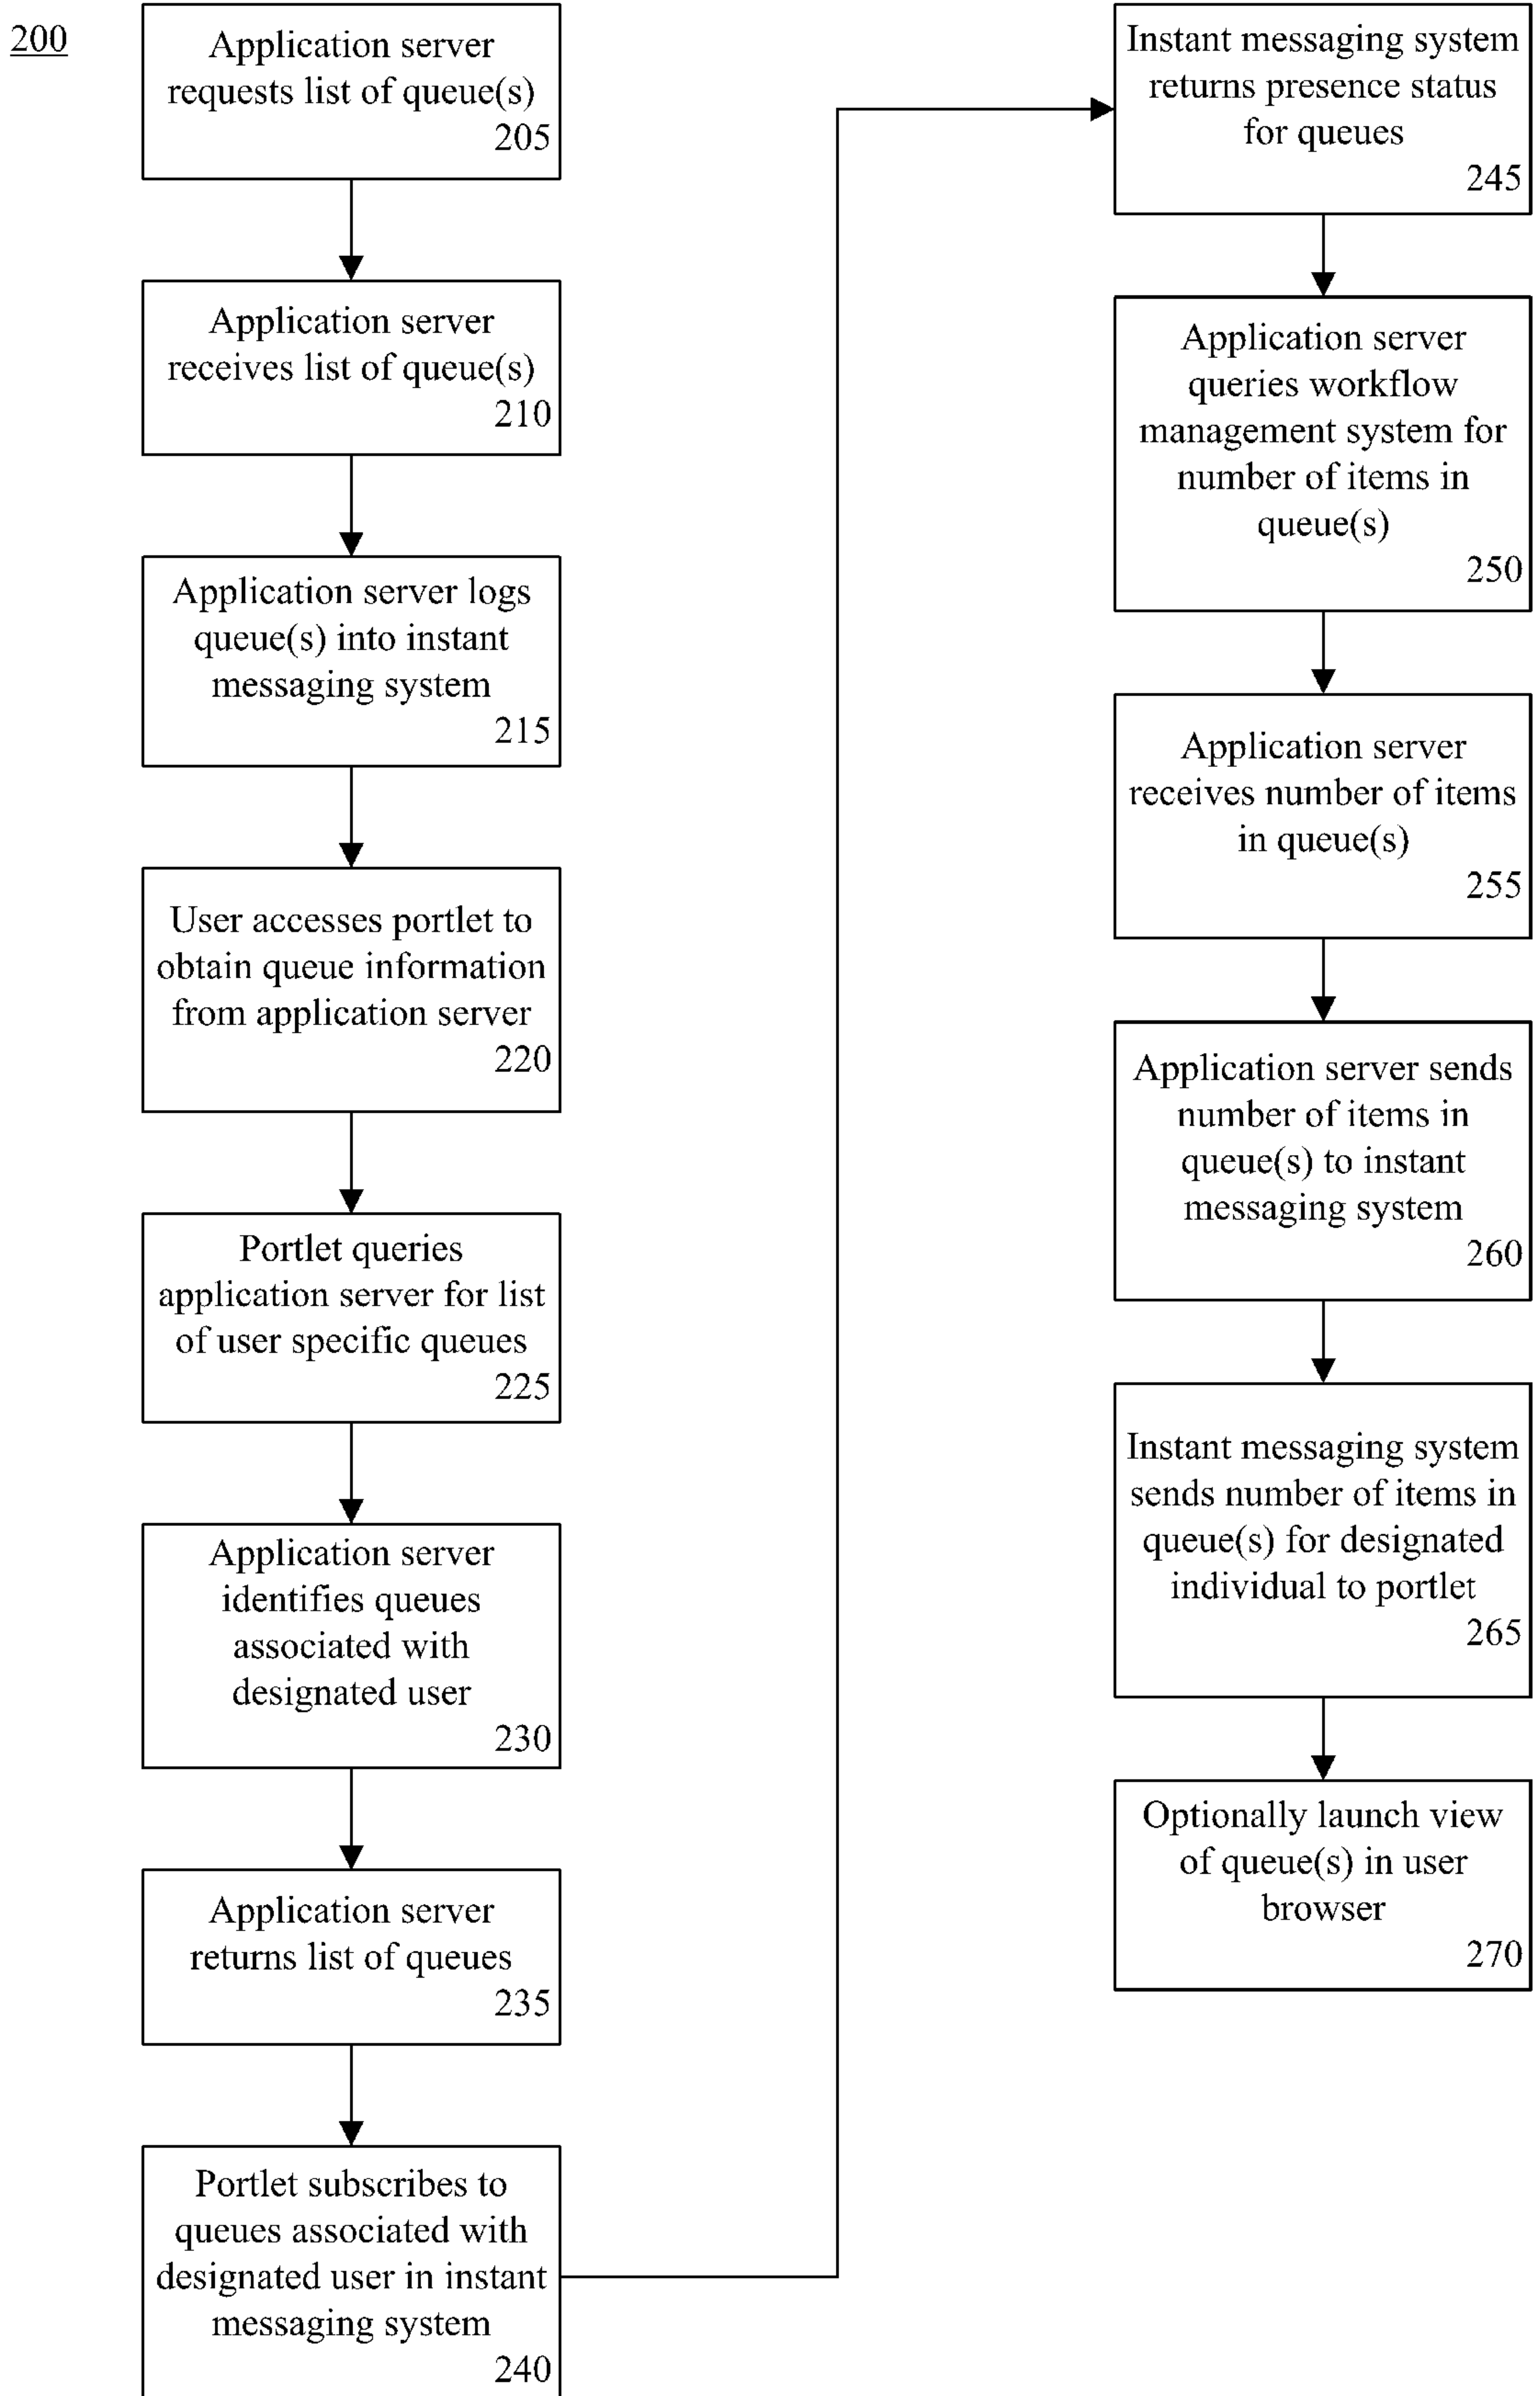 200
Application server
requests list of queue(s)
205
Application server
receives list of queue(s)
210
Application server logs
queue(s) into instant
messaging system
215
User accesses portlet to
obtain queue information
from application server
220
Portlet queries
application server for list
of user specific queues
225
Application server
identifies queues
associated with
designated user
230
Application server
returns list of queues
235
Portlet subscribes to
queues associated with
designated user in instant
messaging system
240
Instant messaging system
returns presence status
for queues
245
Application server
queries workflow
management system for
number of items in
queue(s)
250
Application server
receives number of items
in queue(s)
255
Application server sends
number of items in
queue(s) to instant
messaging system
260
Instant messaging system
sends number of items in
queue(s) for designated
individual to portlet
265
Optionally launch view
of queue(s) in user
browser
270